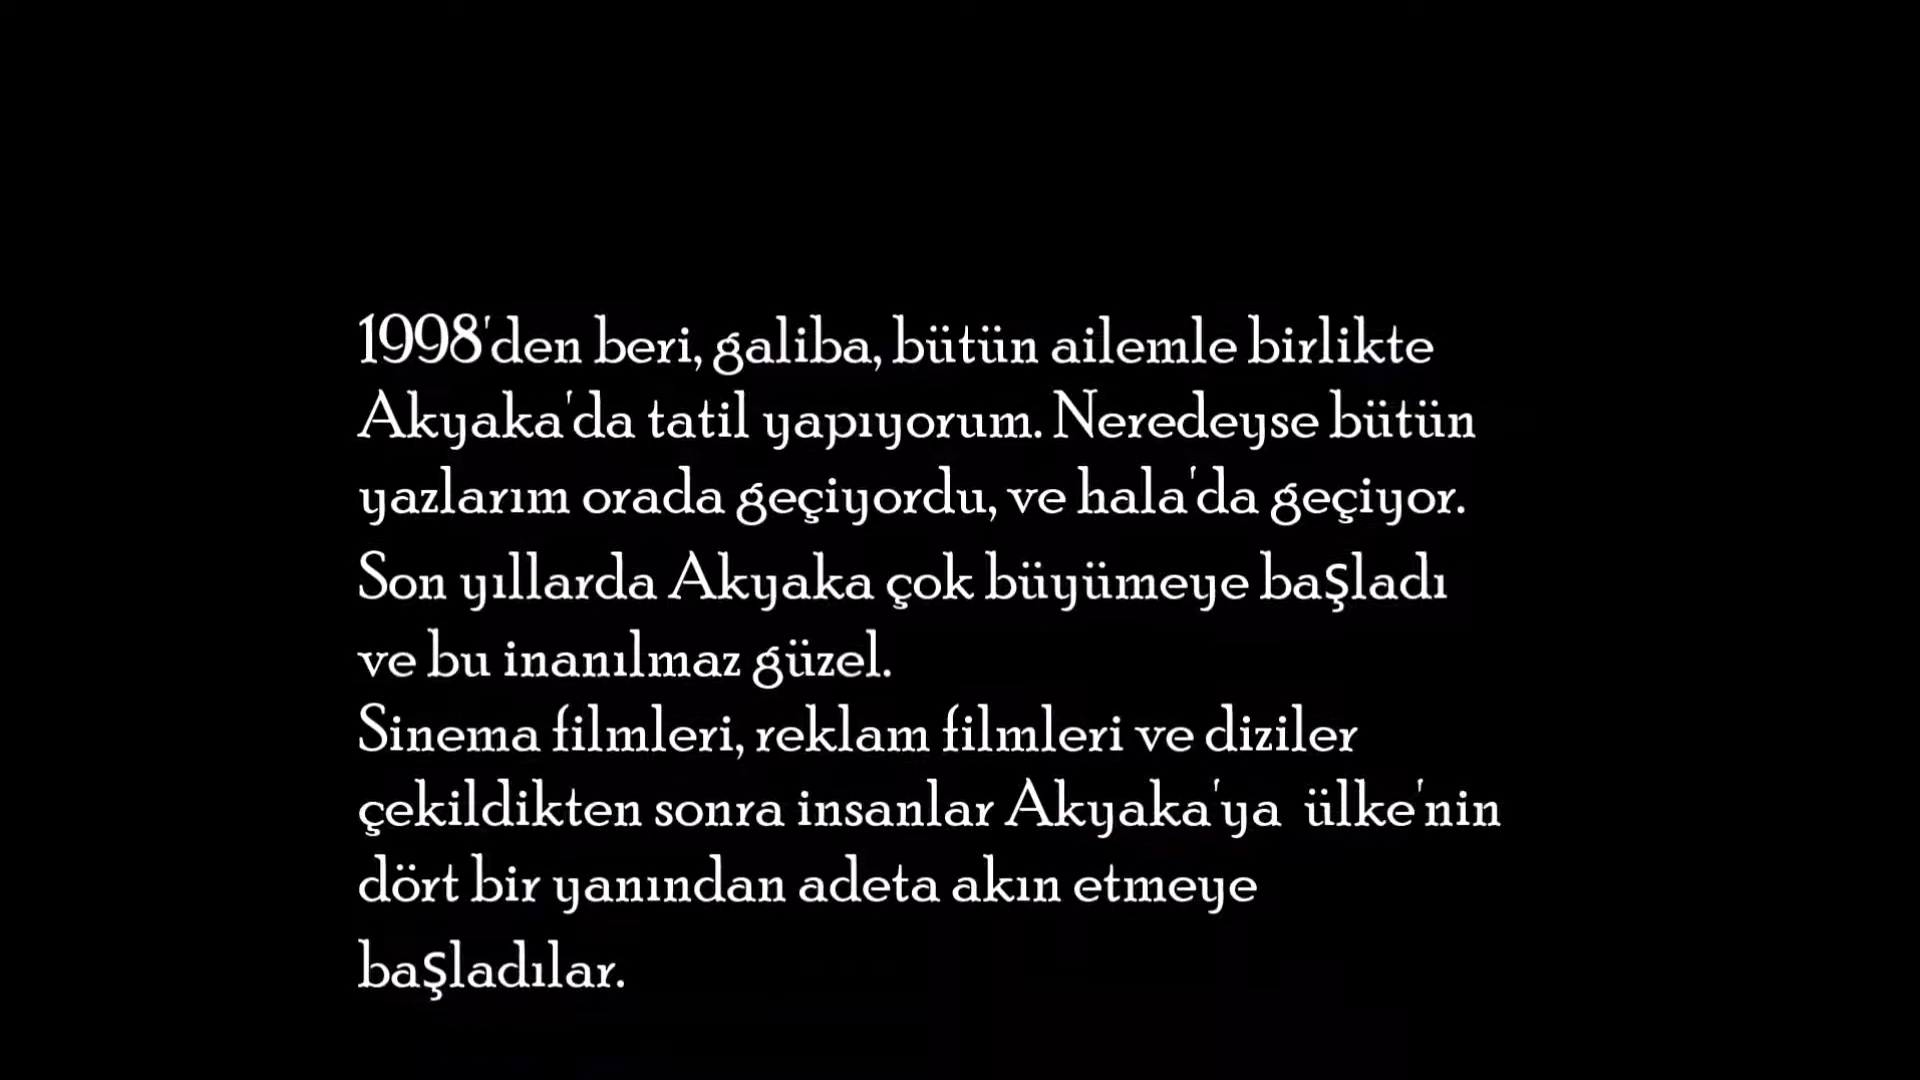 1998'den beri, galiba, bütün ailemle birlikte
Akyaka'da tatil yapıyorum. Neredeyse bütün
yazlarım orada geçiyordu, ve hala'da geçiyor.
Son yıllarda Akyaka çok büyümeye başladı
ve bu inanılmaz güzel.
Sinema filmleri, reklam filmleri ve diziler
çekildikten sonra insanlar Akyaka'ya  ülke'nin
dört bir yanından adeta akın etmeye
başladılar.